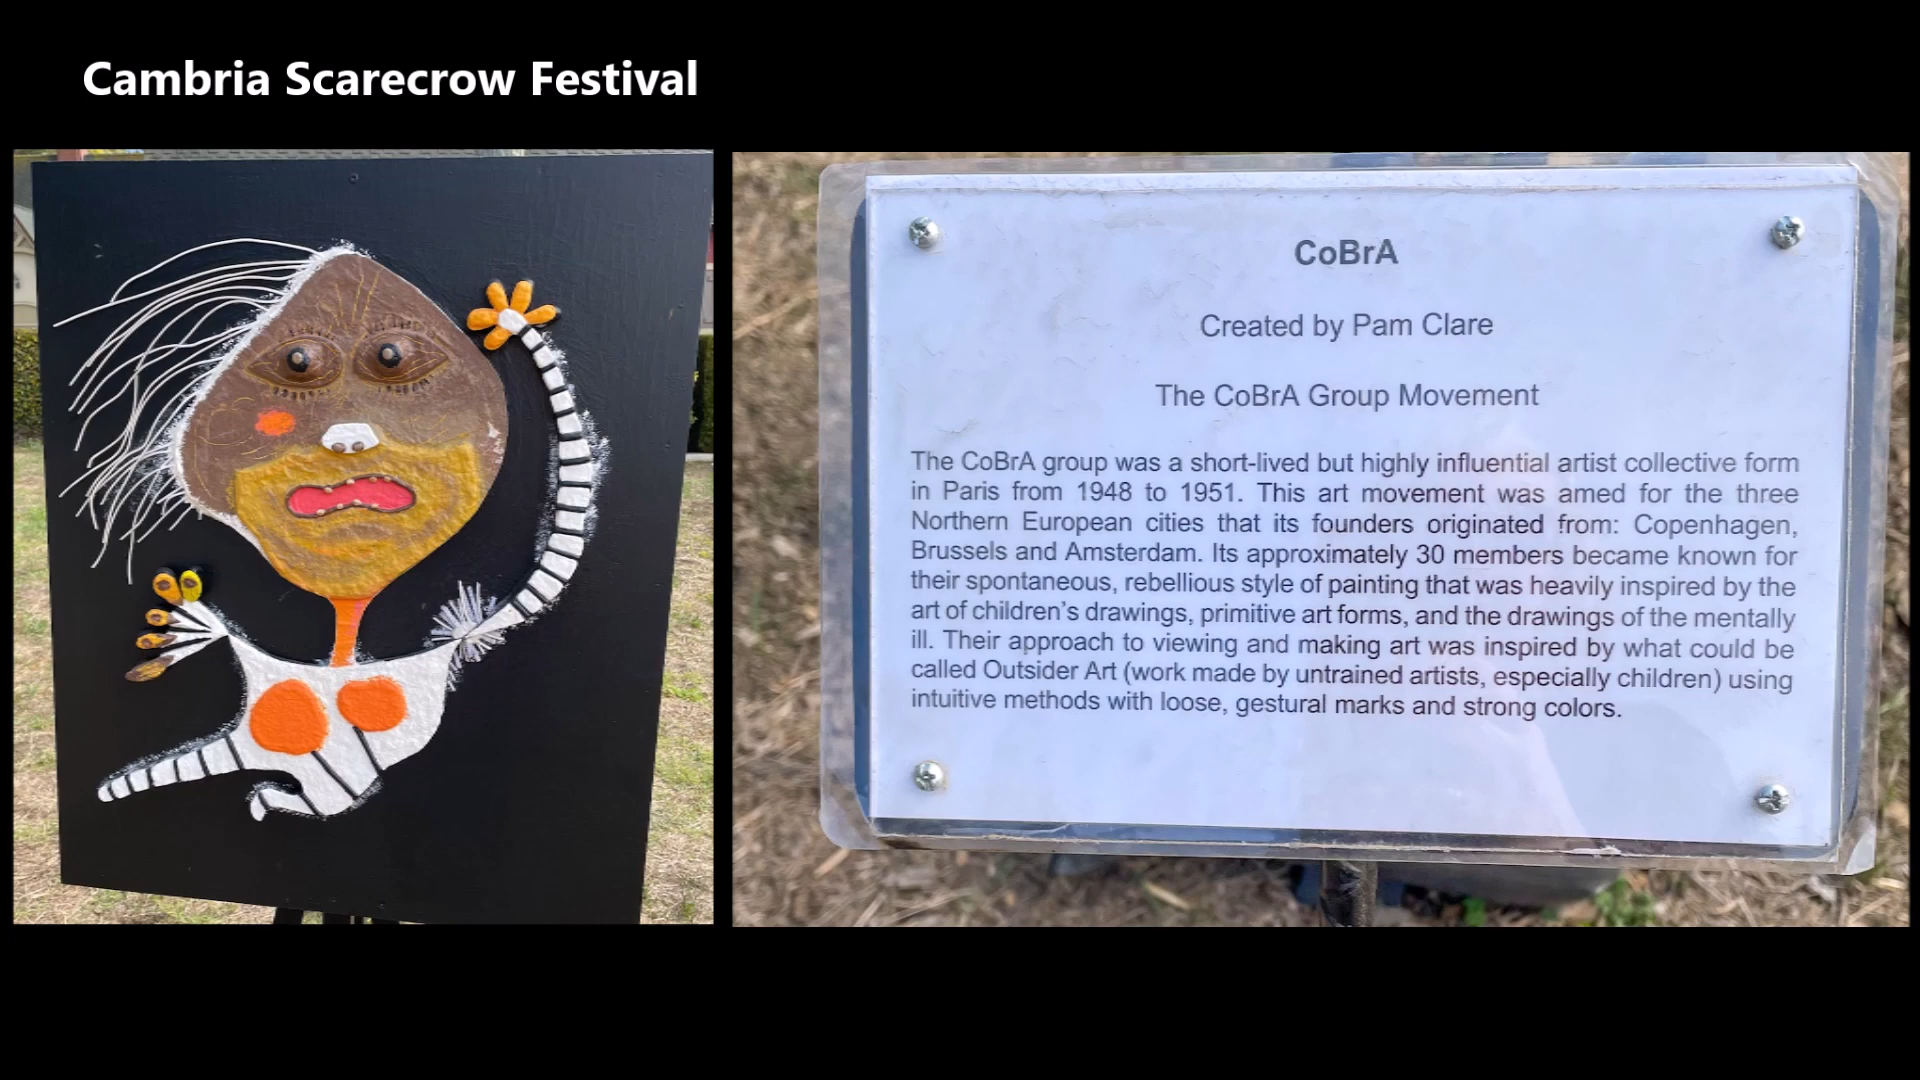 Cambria Scarecrow Festival
CoBrA
Created by Pam Clare
The CoBrA Group Movement
The CoBrA group was a short-lived but highly influential artist collective form
in Paris from 1948 to 1951. This art movement was amed for the three
Northern European cities that its founders originated from: Copenhagen,
Brussels and Amsterdam. Its approximately 30 members became known for
their spontaneous, rebellious style of painting that was heavily inspired by the
art of children's drawings, primitive art forms, and the drawings of the mentally
ill. Their approach to viewing and making art was inspired by what could be
called Outsider Art (work made by untrained artists, especially children) using
intuitive methods with loose, gestural marks and strong colors.